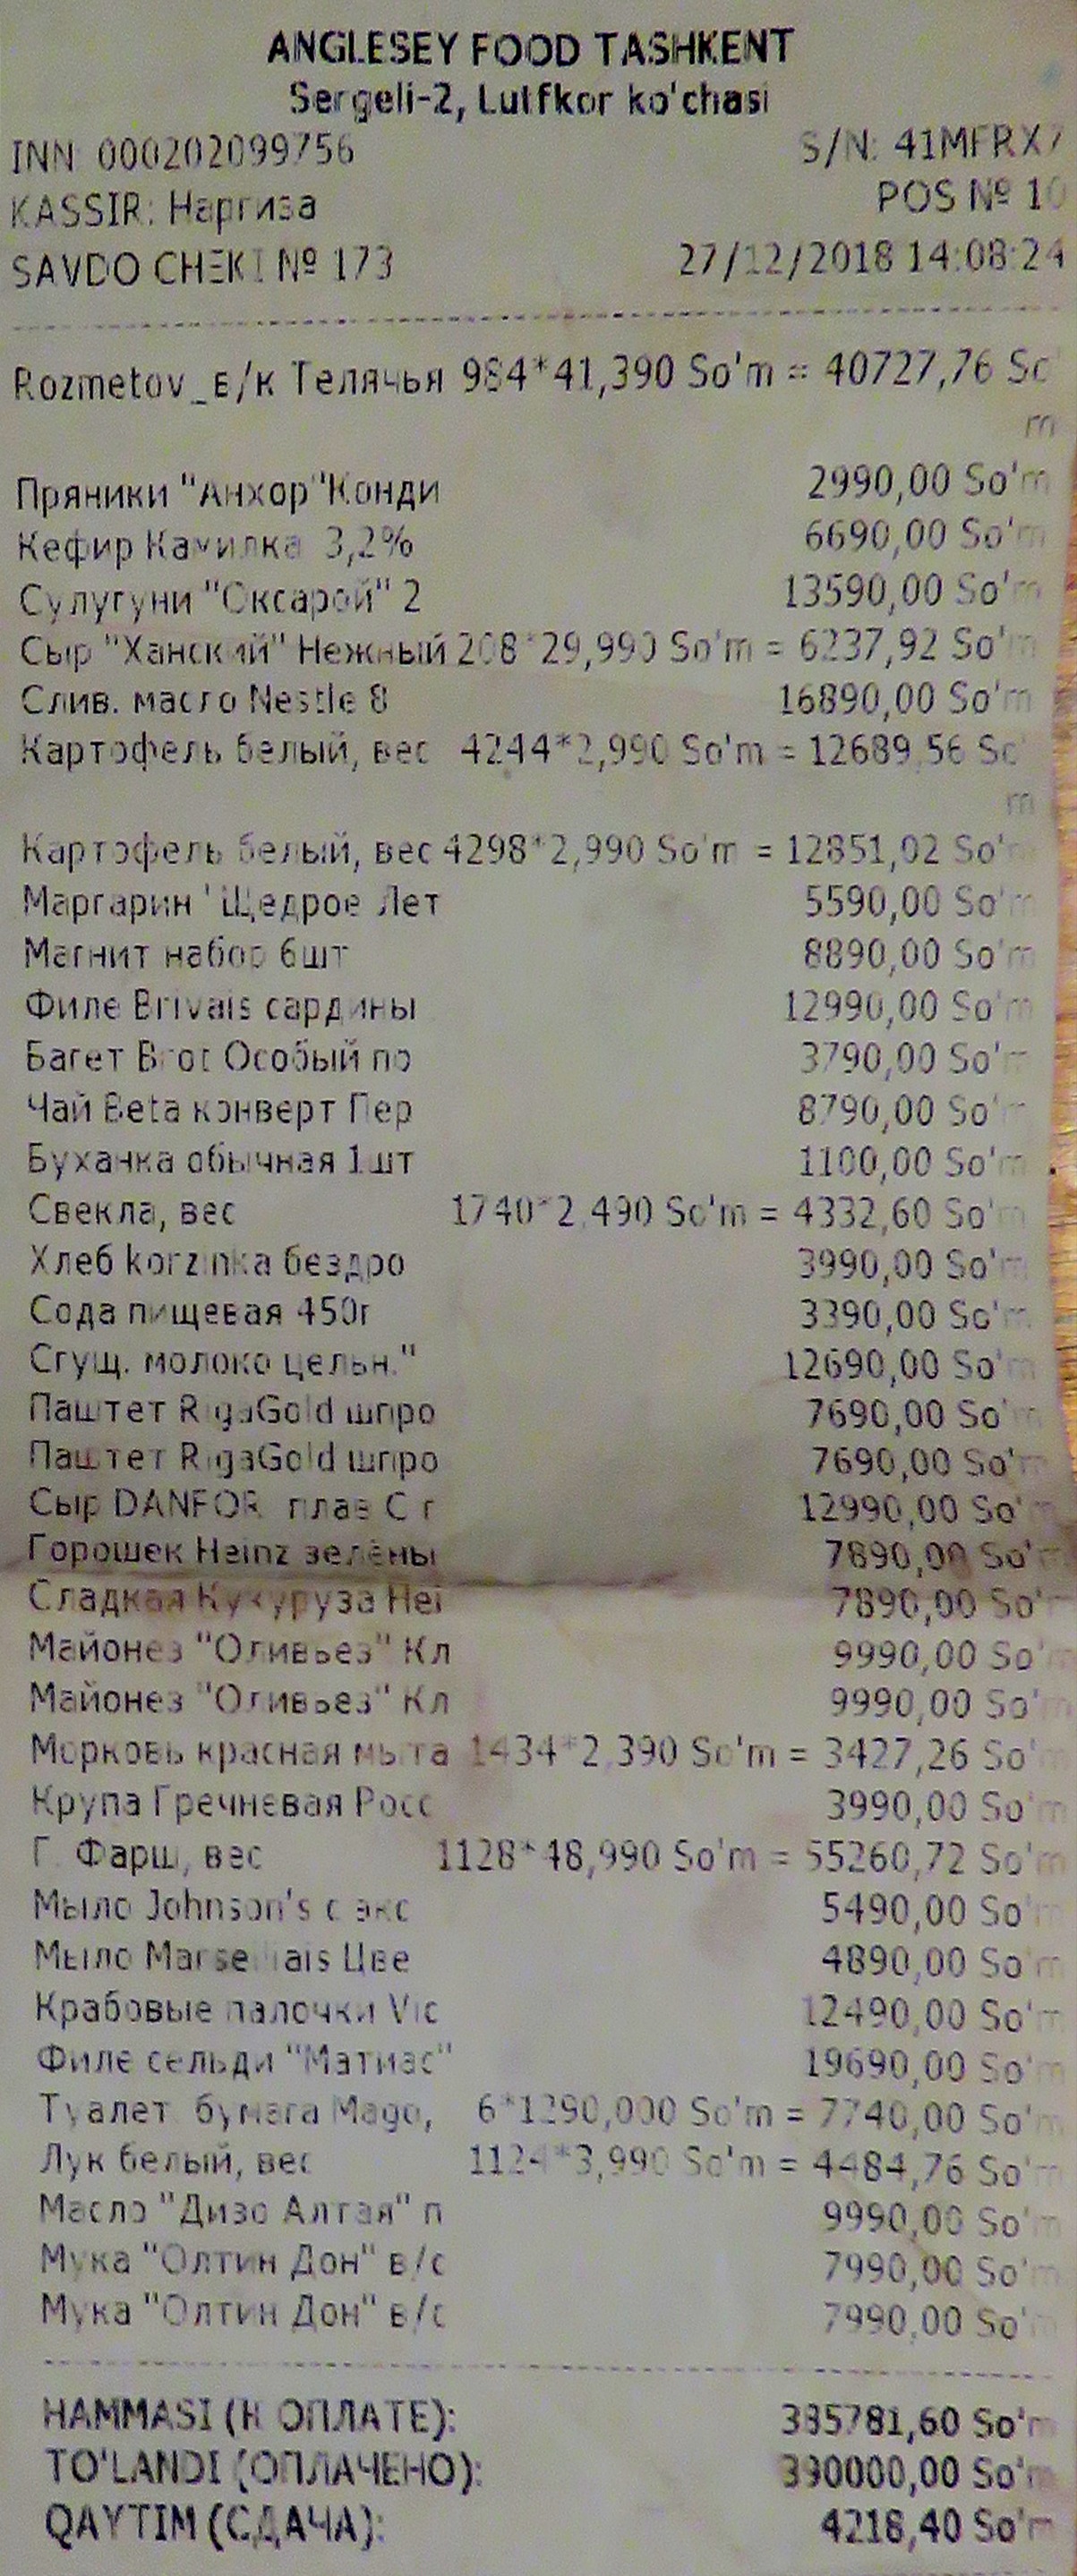 ANGLESEY FOOD TASHKENT
Sergeli-2, Lutfkor ko'chasi
INN 000202099756 S/N: 41MFRX7
KASSIR: Наргиза POS № 10
SAVDO CHEKI № 173 27/12/2018 14:08:24
Rozmetov_в/к Телячья 984*41,390 So'm = 40727,76 So'
m
Пряники "Анхор"Конди 2990,00 So'm
Кефир Камилка 3,2% 6690,00 So'm
Сулугуни "Оксарой" 2 13590,00 So'm
Сыр "Ханский" Нежный 208*29,990 So'm = 6237,92 So'm
Слив. масло Nestle 8 16890,00 So'm
Картофель белый, вес 4244*2,990 So'm = 12689,56 So'
m
Картофель белый, вес 4298*2,990 So'm = 12851,02 So'm
Маргарин "Щедрое Лет 5590,00 So'm
Магнит набор 6шт 8890,00 So'm
Филе Brivais сардины 12990,00 So'm
Багет Brot Особый по 3790,00 So'm
Чай Beta конверт Пер 8790,00 So'm
Буханка обычная 1шт 1100,00 So'm
Свекла, вес 1740*2,490 So'm = 4332,60 So'm
Хлеб korzinka бездро 3990,00 So'm
Сода пищевая 450г 3390,00 So'm
Сгущ. молоко цельн." 12690,00 So'm
Паштет RigaGold шпро 7690,00 So'm
Паштет RigaGold шпро 7690,00 So'm
Сыр DANFOR плав С г 12990,00 So'm
Горошек Heinz зелёны 7890,00 So'm
Сладкая Кукуруза Hei 7890,00 So'm
Майонез "Оливьез" Кл 9990,00 So'm
Майонез "Оливьез" Кл 9990,00 So'm
Морковь красная мыта 1434*2,390 So'm = 3427,26 So'm
Крупа Гречневая Росс 3990,00 So'm
Г. Фарш, вес 1128*48,990 So'm = 55260,72 So'm
Мыло Johnson's с экс 5490,00 So'm
Мыло Marseillais Цве 4890,00 So'm
Крабовые палочки Vic 12490,00 So'm
Филе сельди "Матиас" 19690,00 So'm
Туалет. бумага Mago, 6*1290,000 So'm = 7740,00 So'm
Лук белый, вес 1124*3,990 So'm = 4484,76 So'm
Масло "Дизо Алтая" п 9990,00 So'm
Мука "Олтин Дон" в/с 7990,00 So'm
Мука "Олтин Дон" в/с 7990,00 So'm
HAMMASI (К ОПЛАТЕ): 385781,60 So'm
TO'LANDI (ОПЛАЧЕНО): 390000,00 So'm
QAYTIM (СДАЧА): 4218,40 So'm